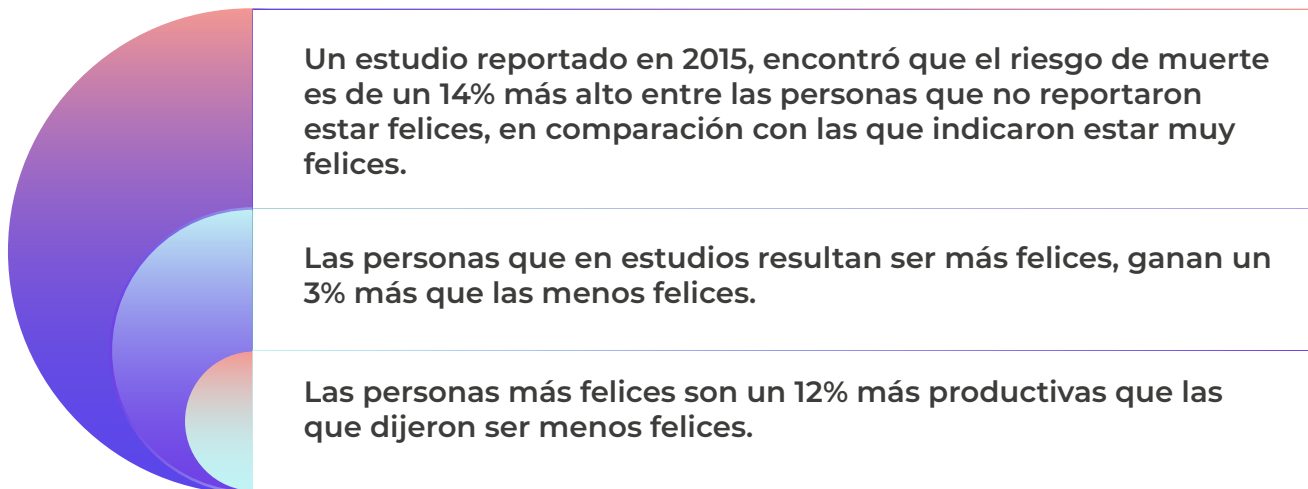 Un estudio reportado en 2015, encontró que el riesgo de muerte
es de un 14% más alto entre las personas que no reportaron
estar felices, en comparación con las que indicaron estar muy
felices.
Las personas que en estudios resultan ser más felices, ganan un
3% más que las menos felices.
Las personas más felices son un 12% más productivas que las
que dijeron ser menos felices.